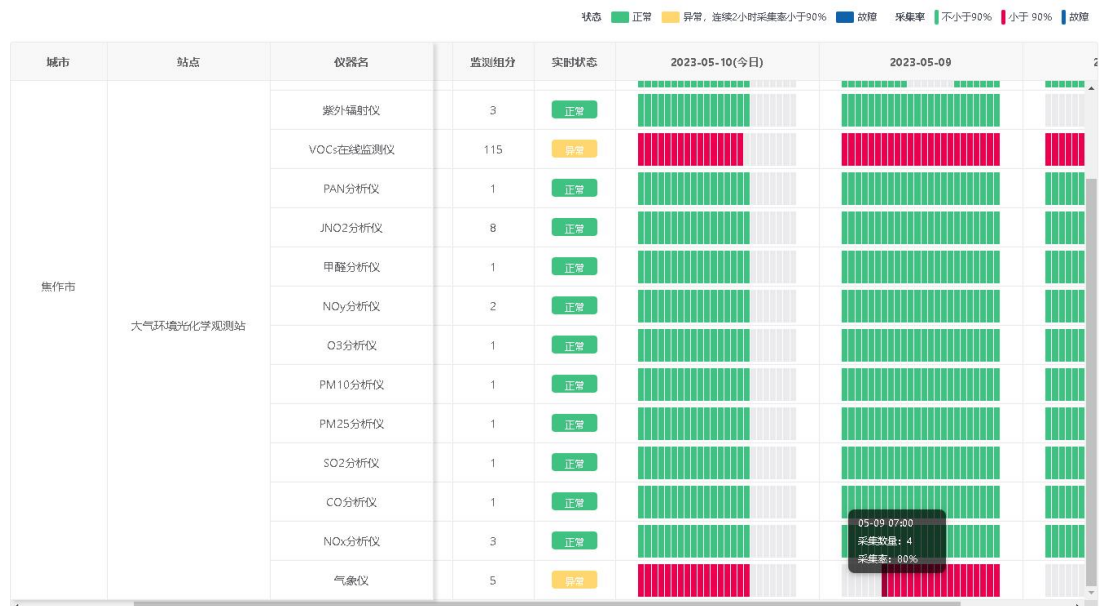 状态 正常 异常，连续2小时采集率小于90% 故障 采集率 不小于90% 小于 90% 故障
城市 站点 仪器名 监测组分 实时状态 2023-05-10(今日) 2023-05-09 2
紫外辐射仪 3 正常
VOCs在线监测仪 115 异常
PAN分析仪 1 正常
JNO2分析仪 8 正常
甲醛分析仪 1 正常
焦作市
NOy分析仪 2 正常
大气环境光化学观测站
O3分析仪 1 正常
PM10分析仪 1 正常
PM25分析仪 1 正常
SO2分析仪 1 正常
CO分析仪 1 正常
05-09 07:00
NOx分析仪 3 正常 采集数量：4
采集率：80%
气象仪 5 异常